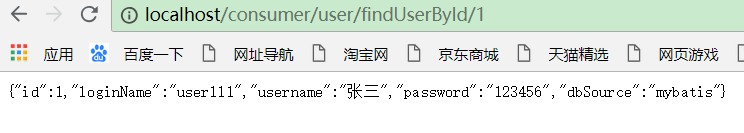 localhost/consumer/user/findUserById/1
应用 百度一下 网址导航 淘宝网 京东商城 天猫精选 网页游戏
{"id":1,"loginName":"user111","username":"张三","password":"123456","dbSource":"mybatis"}